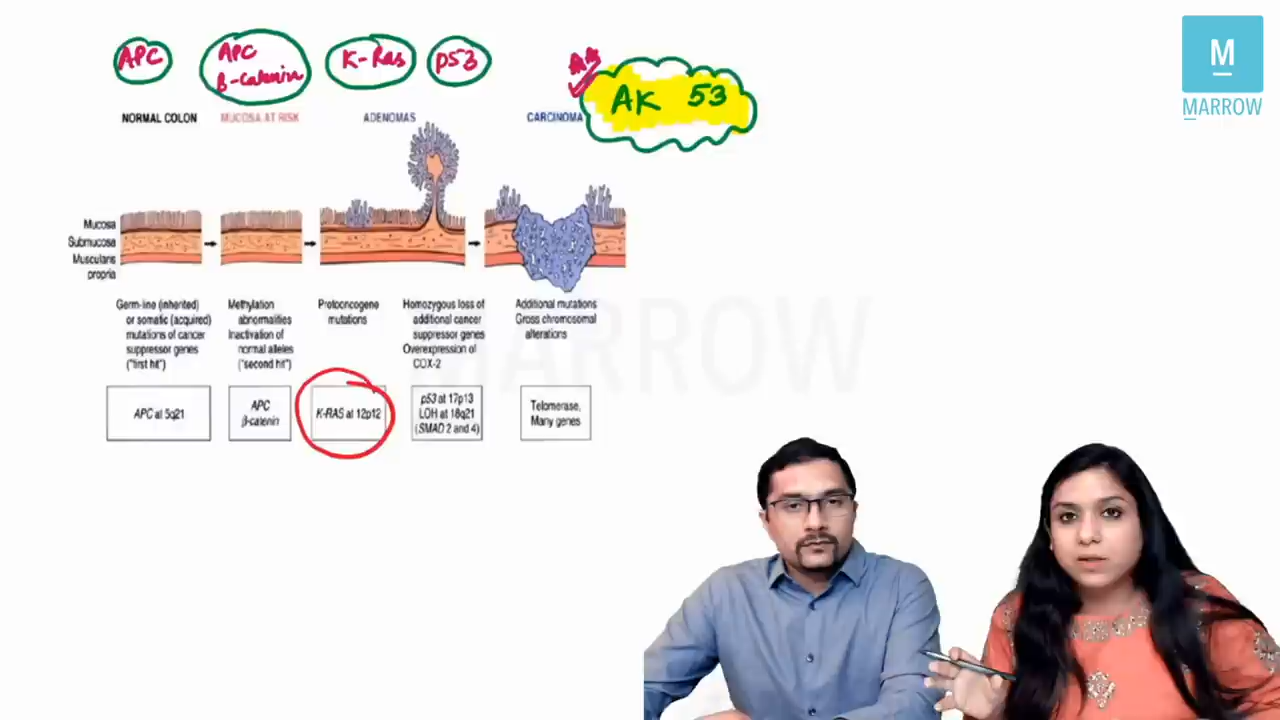 APC
APC
β-Catenin
K-Ras
p53
AK 53
M
MARROW
NORMAL COLON
MUCOSA AT RISK
ADENOMAS
CARCINOMA
Mucosa
Submucosa
Muscularis
propria
Germ-line (inherited)
or somatic (acquired)
mutations of cancer
suppressor genes
("first hit")
Methylation
abnormalities
Inactivation of
normal alleles
("second hit")
Protooncogene
mutations
Homozygous loss of
additional cancer
suppressor genes
Overexpression of
COX-2
Additional mutations
Gross chromosomal
alterations
APC at 5q21
APC
β-catenin
K-RAS at 12p12
p53 at 17p13
LOH at 18q21
(SMAD 2 and 4)
Telomerase,
Many genes
MARROW